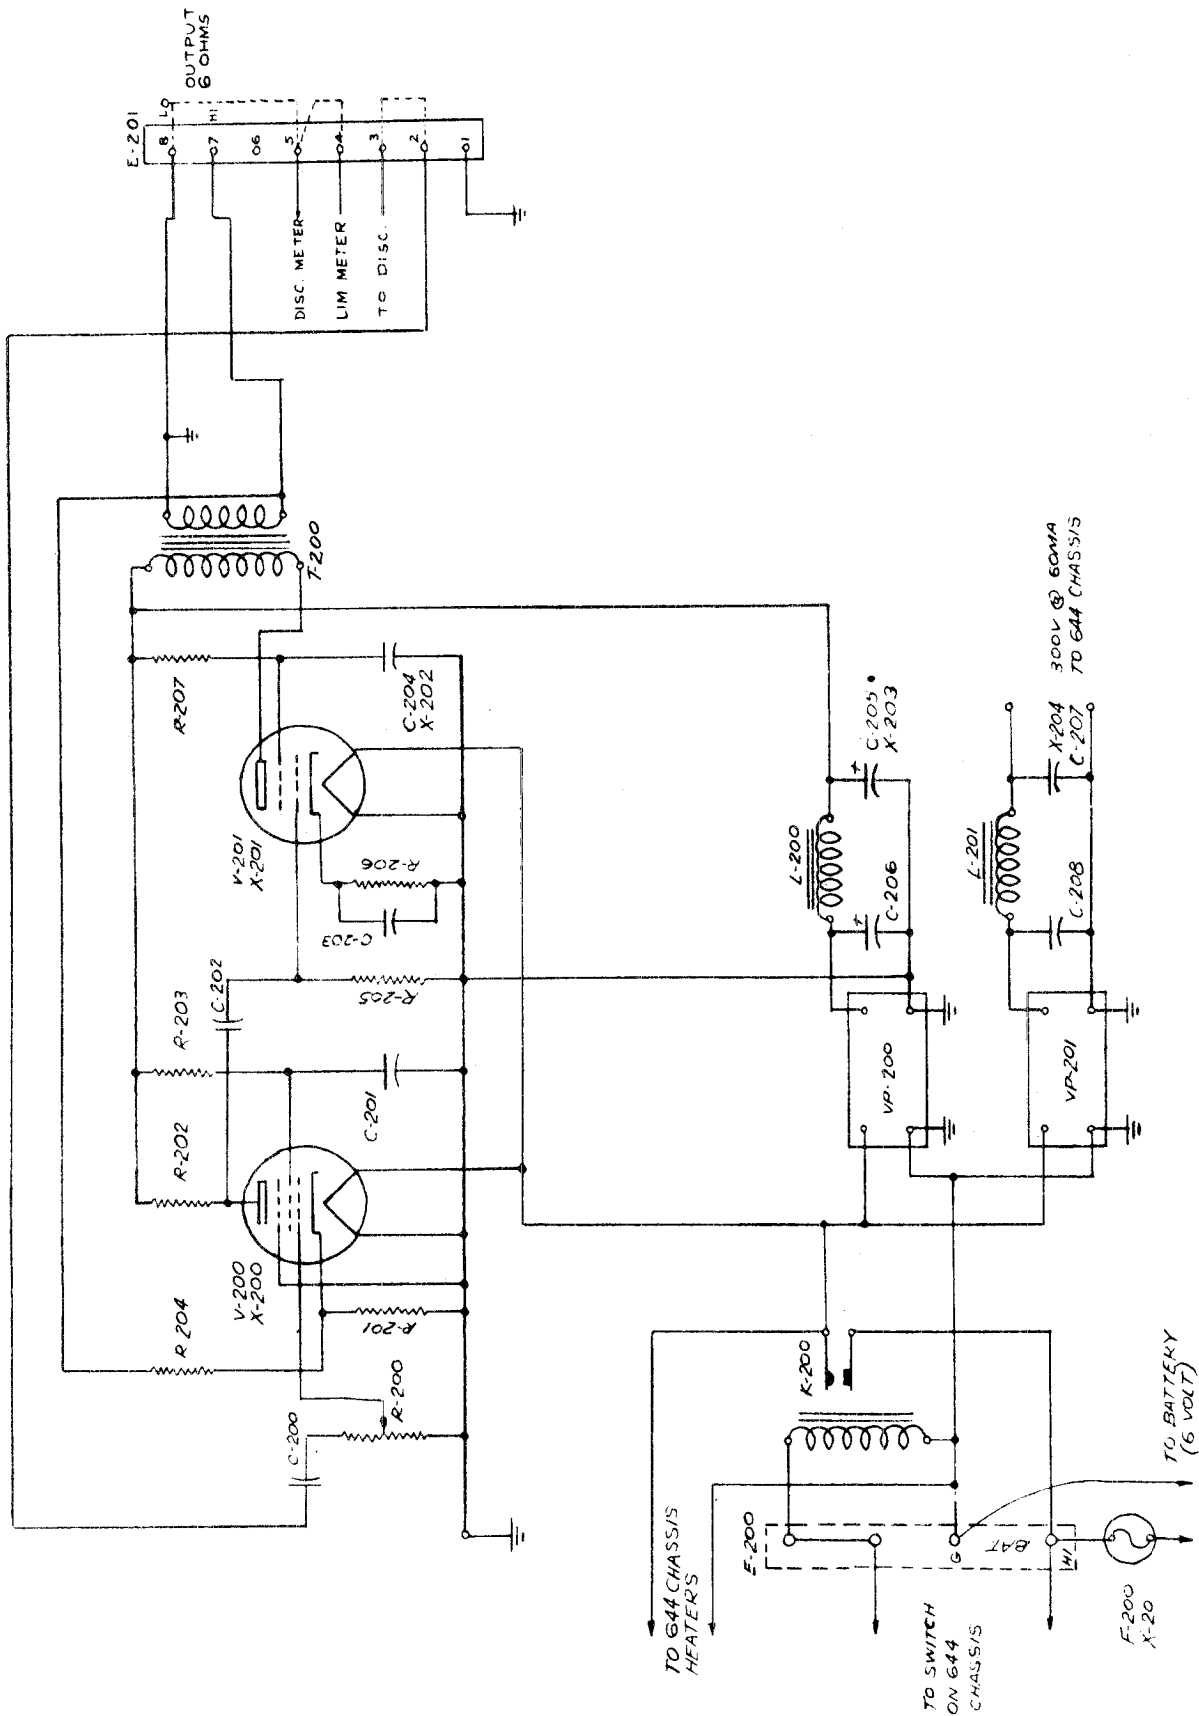 E-201
LO
OUTPUT
6 OHMS
HI
8
7
6
5
4
3
2
1
DISC. METER
LIM METER
TO DISC.
T-200
R-207
C-204
X-202
V-201
X-201
R-206
C-203
R-205
C-202
R-203
C-201
R-202
V-200
X-200
R-204
R-201
R-200
C-200
L-200
C-205
X-203
C-206
VP-200
L-201
X-204
C-207
C-208
VP-201
300V @ 60MA
TO 644 CHASSIS
K-200
E-200
G
BAT.
HI
F-200
X-20
TO 644 CHASSIS
HEATERS
TO SWITCH
ON 644
CHASSIS
TO BATTERY
(6 VOLT)